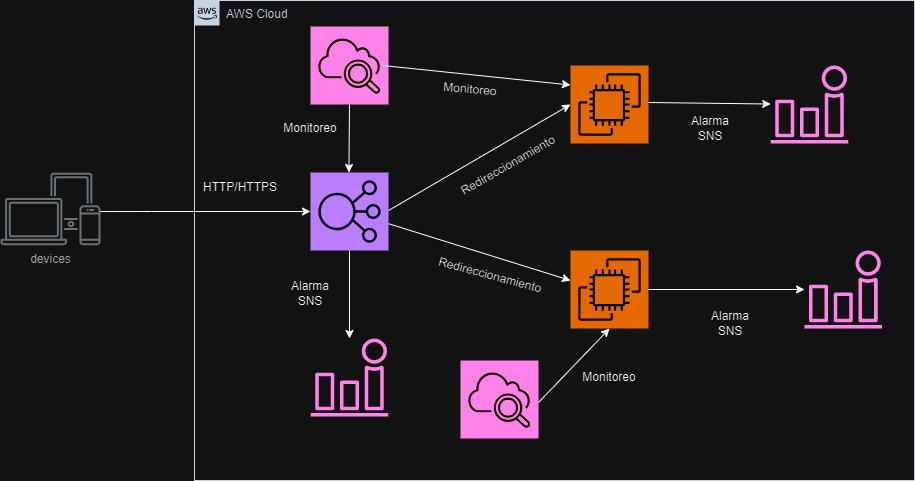 aws
AWS Cloud
Monitoreo
Monitoreo
Alarma
SNS
Redireccionamiento
HTTP/HTTPS
devices
Redireccionamiento
Alarma
SNS
Alarma
SNS
Monitoreo